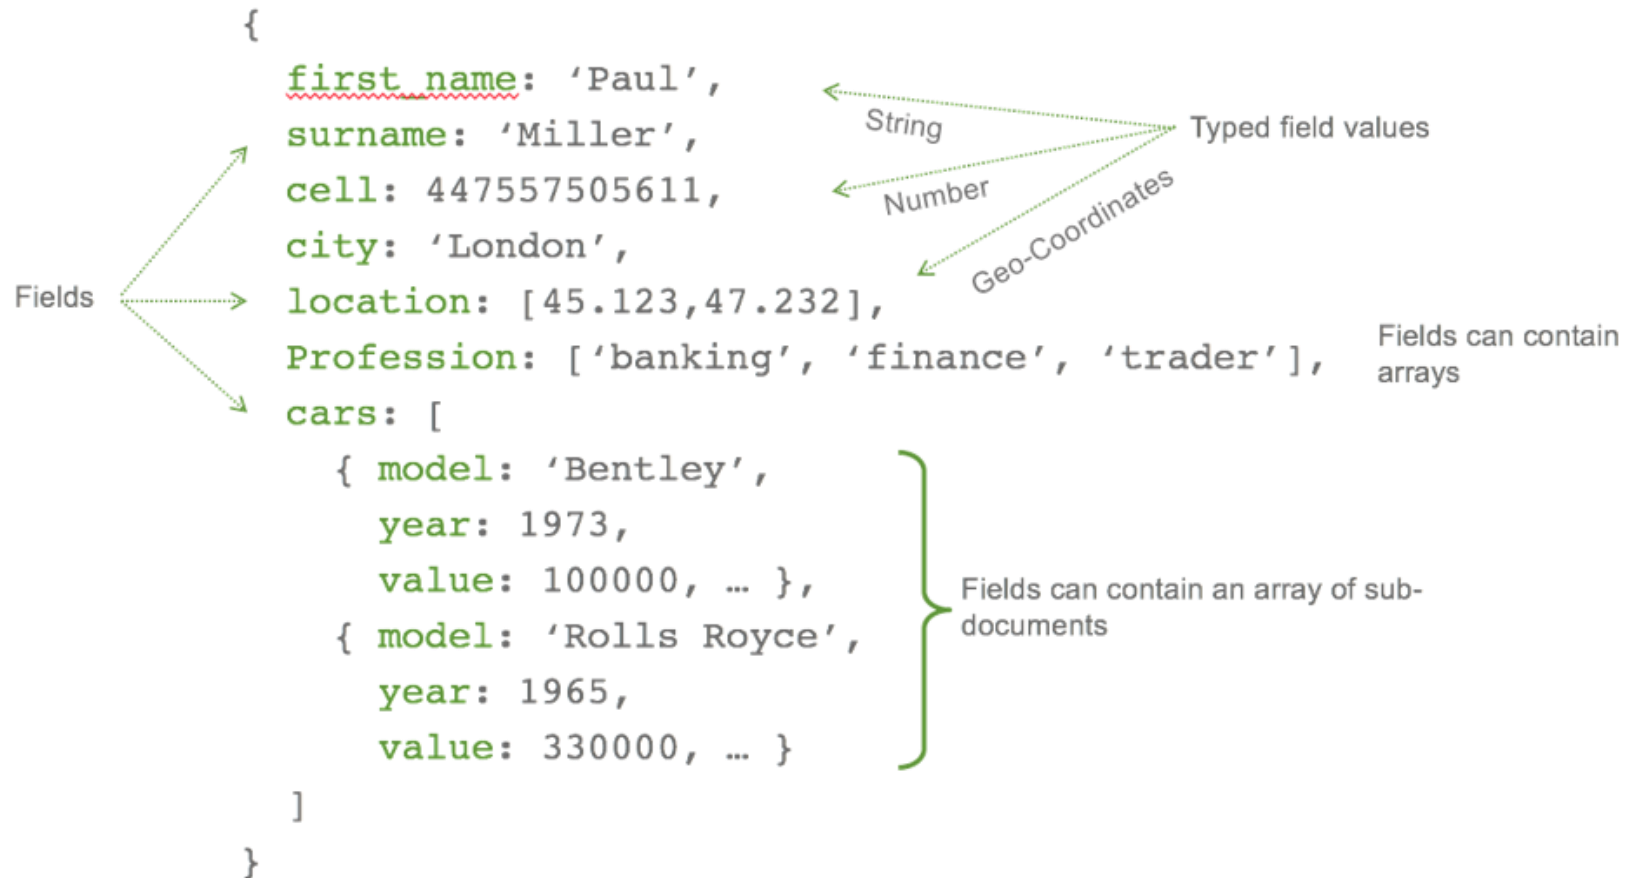 {
first_name: ‘Paul’,
surname: ‘Miller’,
cell: 447557505611,
city: ‘London’,
location: [45.123,47.232],
Profession: [‘banking’, ‘finance’, ‘trader’],
cars: [
{ model: ‘Bentley’,
year: 1973,
value: 100000, … },
{ model: ‘Rolls Royce’,
year: 1965,
value: 330000, … }
]
}
Fields
String
Number
Geo-Coordinates
Typed field values
Fields can contain
arrays
Fields can contain an array of sub-
documents